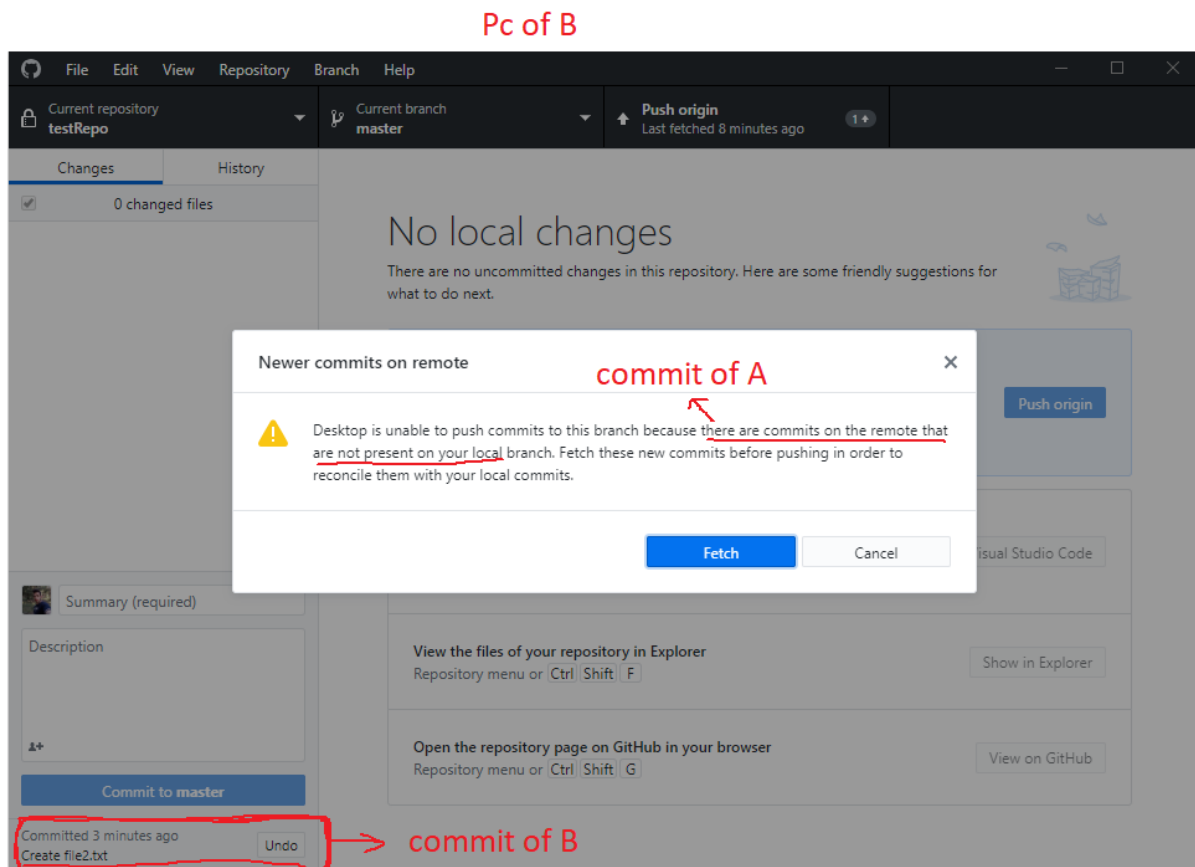 Pc of B
File Edit View Repository Branch Help
Current repository
testRepo
Current branch
master
Push origin
Last fetched 8 minutes ago
1
Changes History
0 changed files
No local changes
There are no uncommitted changes in this repository. Here are some friendly suggestions for
what to do next.
Push origin
Newer commits on remote
commit of A
Desktop is unable to push commits to this branch because there are commits on the remote that
are not present on your local branch. Fetch these new commits before pushing in order to
reconcile them with your local commits.
Fetch Cancel
isual Studio Code
Summary (required)
Description
View the files of your repository in Explorer
Repository menu or Ctrl Shift F
Show in Explorer
Open the repository page on GitHub in your browser
Repository menu or Ctrl Shift G
View on GitHub
Commit to master
Committed 3 minutes ago
Create file2.txt
Undo
commit of B